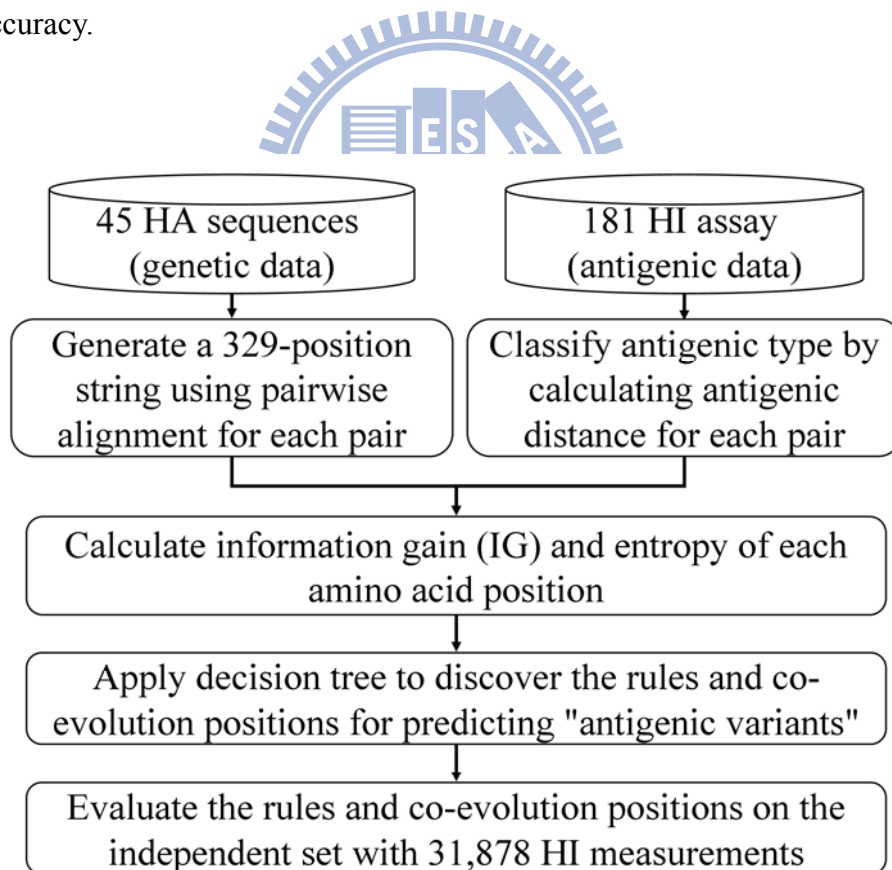 ccuracy.
E S A
45 HA sequences
(genetic data)
181 HI assay
(antigenic data)
Generate a 329-position
string using pairwise
alignment for each pair
Classify antigenic type by
calculating antigenic
distance for each pair
Calculate information gain (IG) and entropy of each
amino acid position
Apply decision tree to discover the rules and co-
evolution positions for predicting "antigenic variants"
Evaluate the rules and co-evolution positions on the
independent set with 31,878 HI measurements